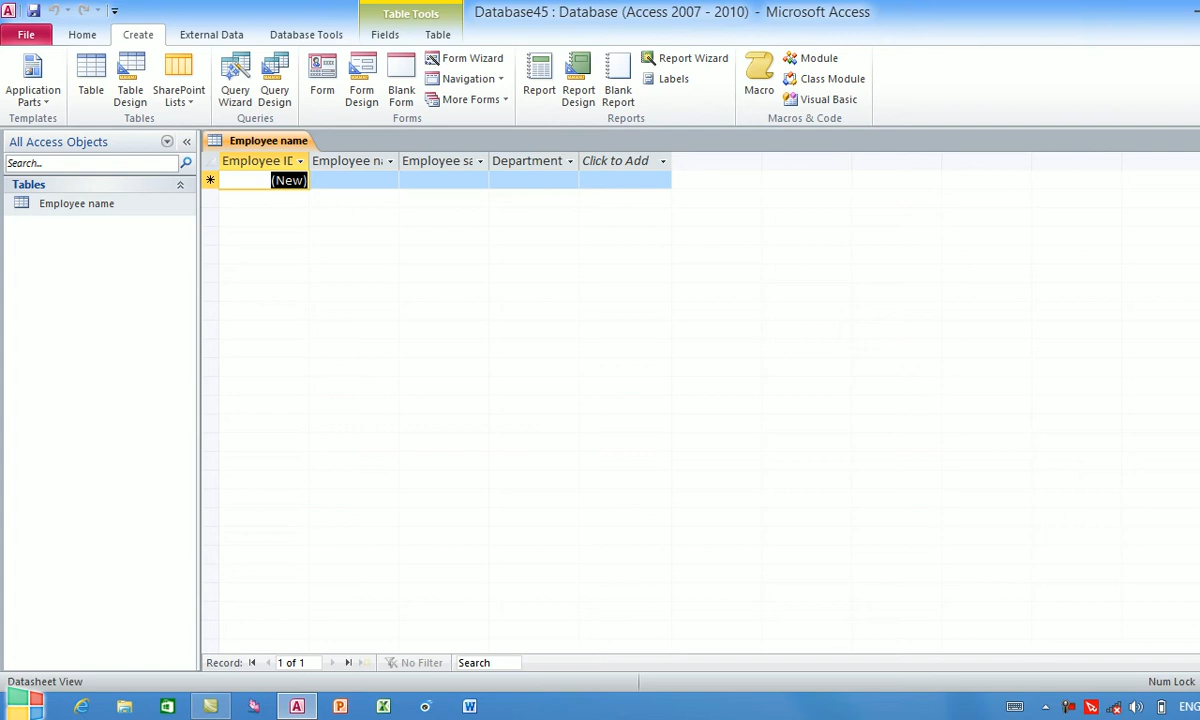 Table Tools
Database45 : Database (Access 2007 - 2010) - Microsoft Access
File Home Create External Data Database Tools Fields Table
Application Parts
Table
Table Design
SharePoint Lists
Query Wizard
Query Design
Form
Form Design
Blank Form
Form Wizard
Navigation
More Forms
Report
Report Design
Blank Report
Report Wizard
Labels
Macro
Module
Class Module
Visual Basic
Templates Tables Queries Forms Reports Macros & Code
All Access Objects
Search...
Tables
Employee name
Employee name
Employee ID Employee na Employee sa Department Click to Add
(New)
Record: 1 of 1 No Filter Search
Datasheet View Num Lock
ENG